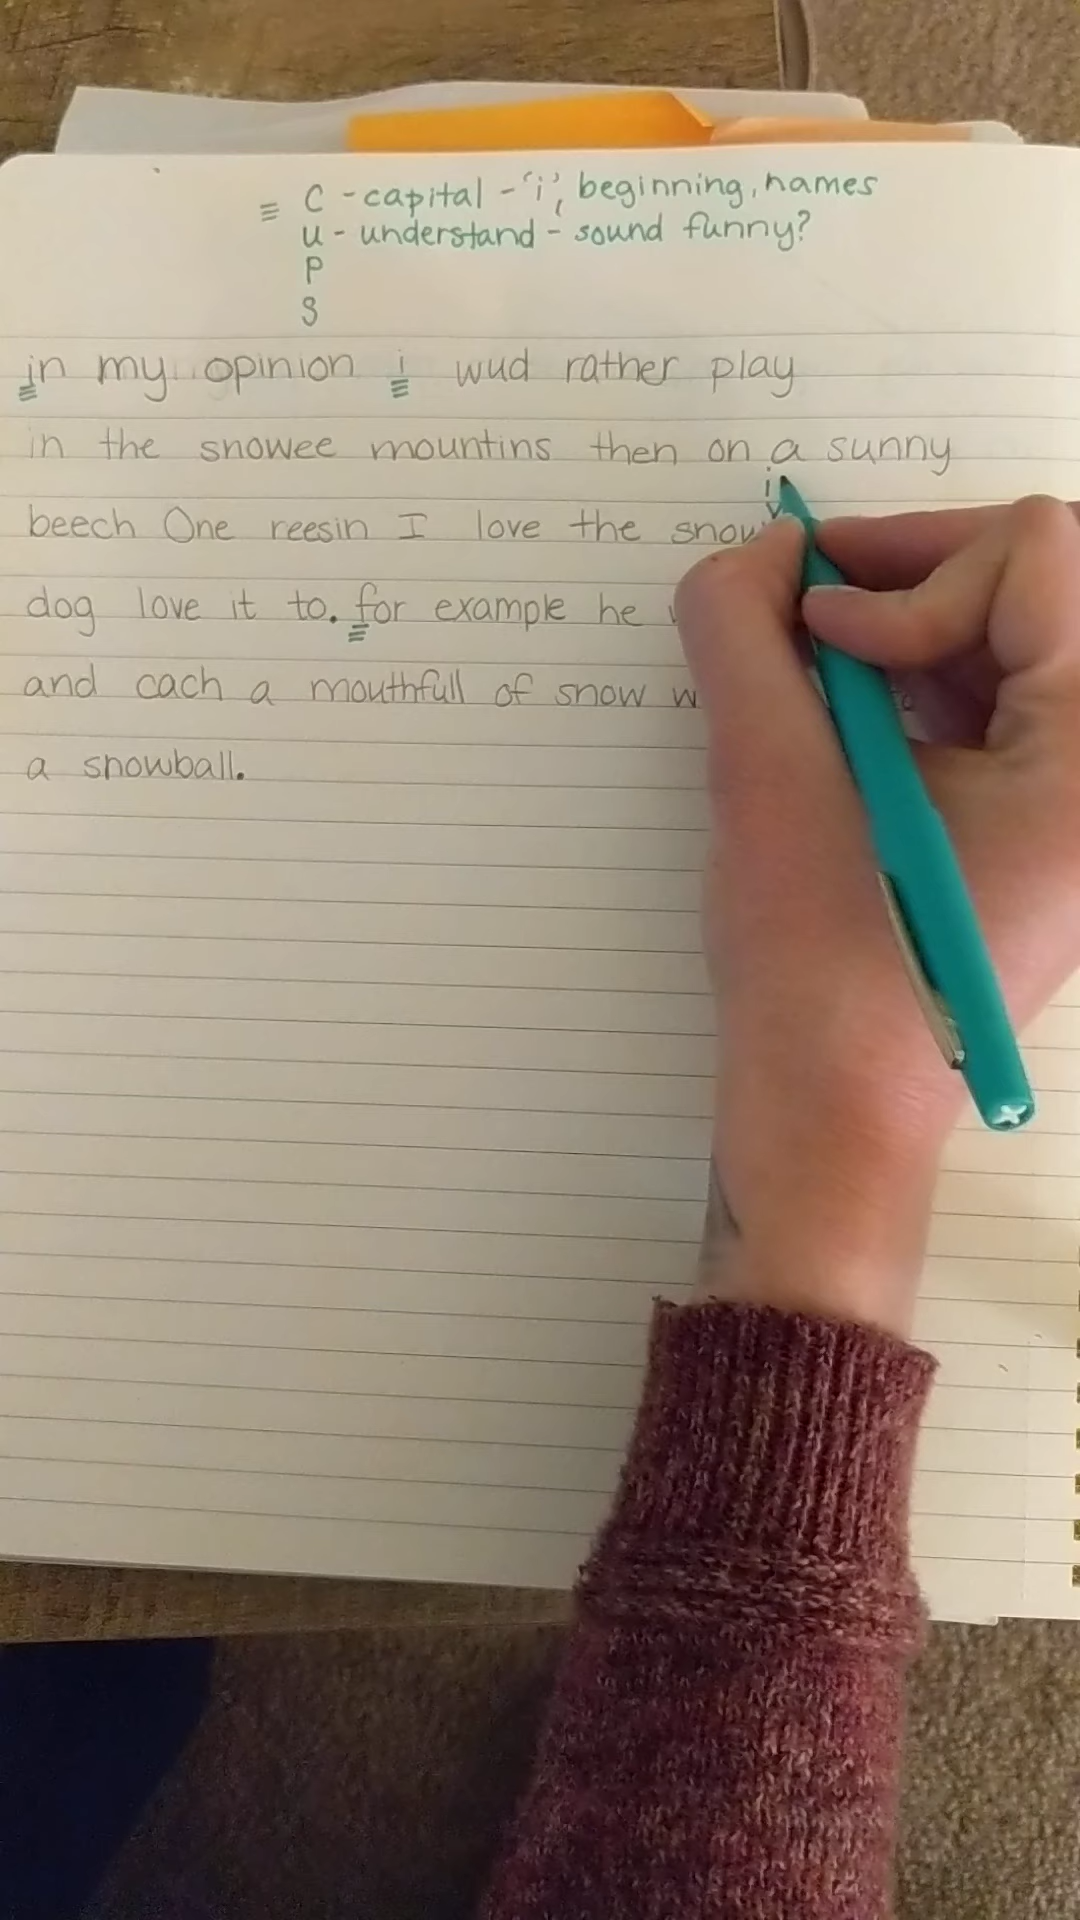 ≡ C - capital - 'i', beginning, names
U - understand - sound funny?
P
S
in my opinion i wud rather play
in the snowee mountins then on a sunny
i
beech One reesin I love the snow
dog love it to. for example he
and cach a mouthfull of snow
a snowball.